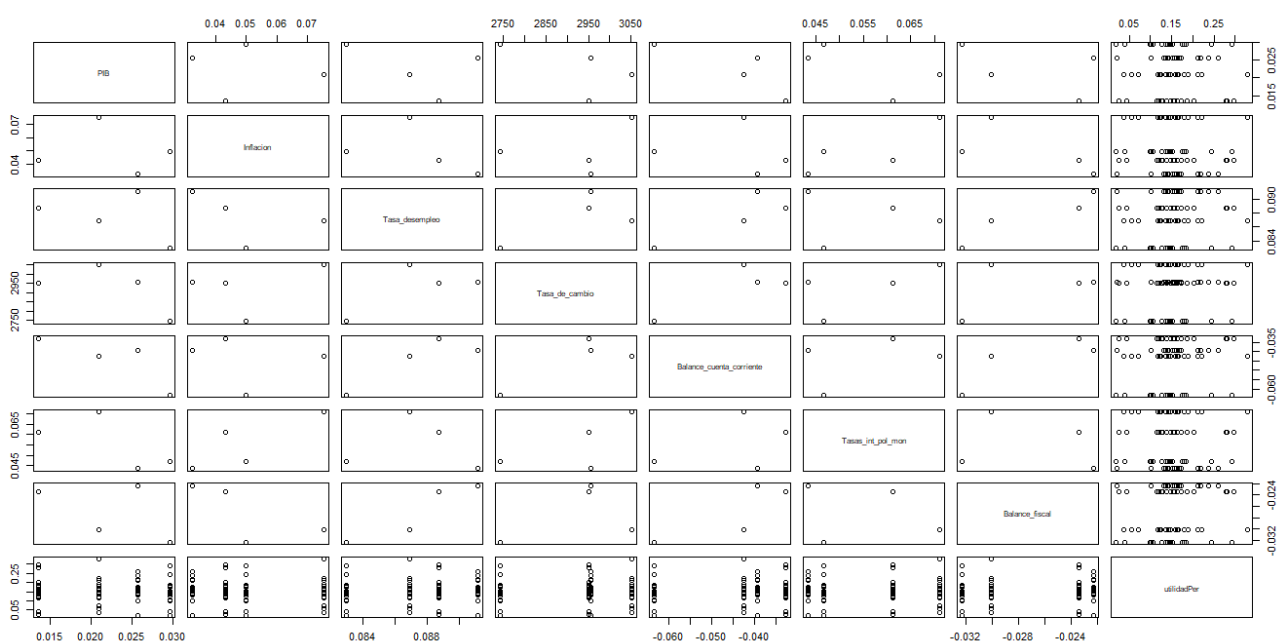 0.04 0.05 0.06 0.07 2750 2850 2950 3050 0.045 0.055 0.065 0.05 0.15 0.25
PIB 0.015 0.025
0.04 0.07 Inflacion
Tasa_desempleo 0.084 0.090
2750 2950 Tasa_de_cambio
Balance_cuenta_corriente -0.060 -0.035
0.045 0.065 Tasas_int_pol_mon
Balance_fiscal -0.032 -0.024
0.05 0.25 utilidadPer
0.015 0.020 0.025 0.030 0.084 0.088 -0.060 -0.050 -0.040 -0.032 -0.028 -0.024